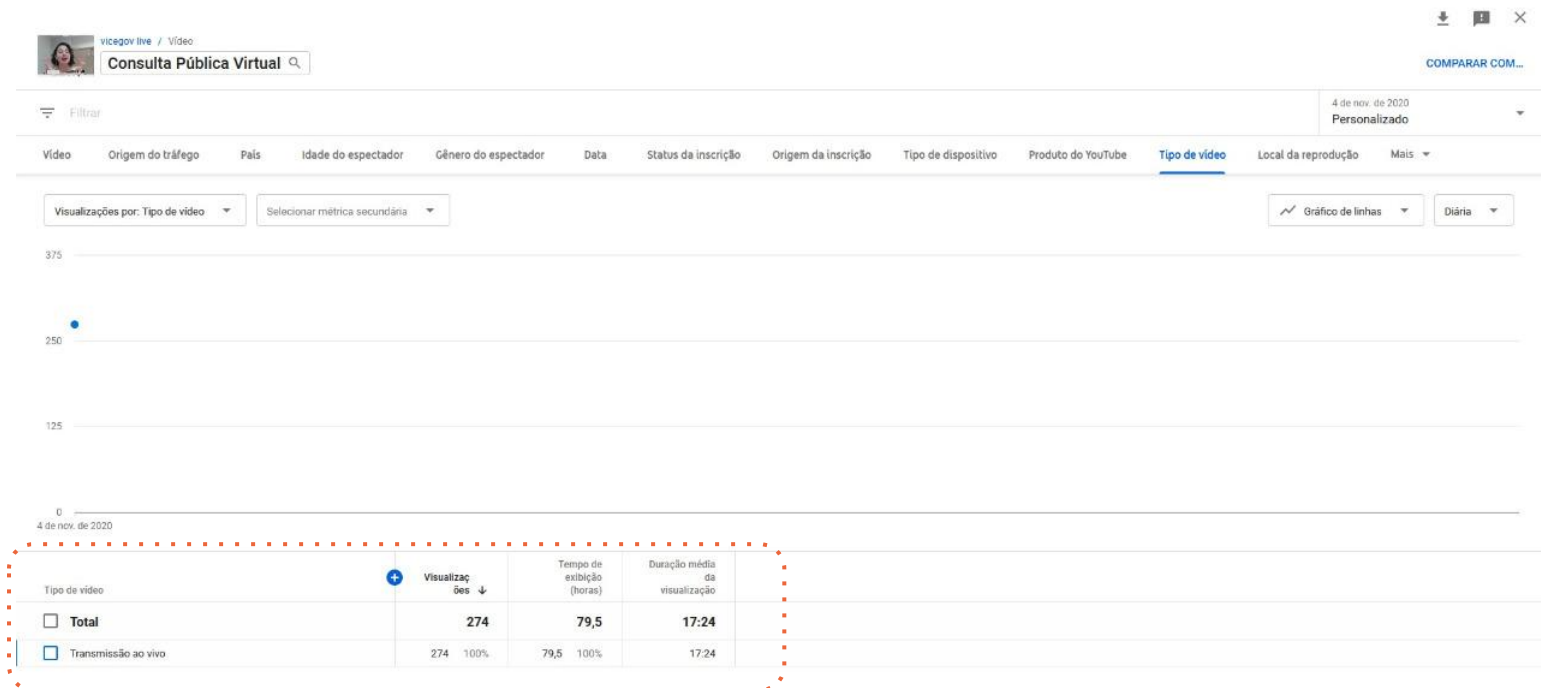 vicegov live / Vídeo
Consulta Pública Virtual
COMPARAR COM...
Filtrar
4 de nov. de 2020
Personalizado
Vídeo Origem do tráfego País Idade do espectador Gênero do espectador Data Status da inscrição Origem da inscrição Tipo de dispositivo Produto do YouTube Tipo de vídeo Local da reprodução Mais
Visualizações por: Tipo de vídeo Selecionar métrica secundária Gráfico de linhas Diária
375
250
125
0
4 de nov. de 2020
Tipo de vídeo
Visualizaç
ões
Tempo de
exibição
(horas)
Duração média
da
visualização
Total 274 79,5 17:24
Transmissão ao vivo 274 100% 79,5 100% 17:24